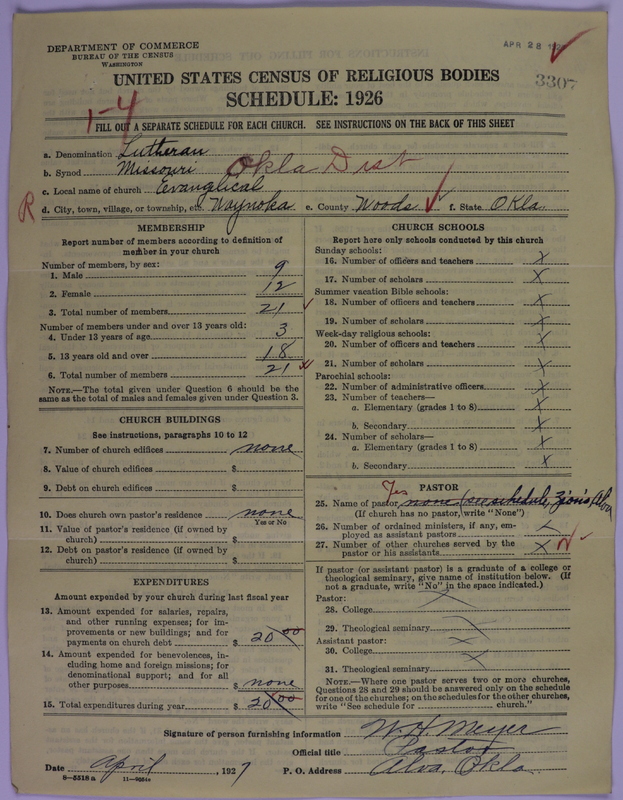 DEPARTMENT OF COMMERCE
BUREAU OF THE CENSUS
WASHINGTON
APR 28
3307
UNITED STATES CENSUS OF RELIGIOUS BODIES
SCHEDULE: 1926
1-4
FILL OUT A SEPARATE SCHEDULE FOR EACH CHURCH. SEE INSTRUCTIONS ON THE BACK OF THIS SHEET
a. Denomination Lutheran
b. Synod Missouri Okla Dist
c. Local name of church Evanglical
R d. City, town, village, or township, etc. Waynoka e. County Woods f. State Okla.
MEMBERSHIP
Report number of members according to definition of member in your church
Number of members, by sex:
1. Male 9
2. Female 12
3. Total number of members 21
Number of members under and over 13 years old:
4. Under 13 years of age 3
5. 13 years old and over 18
6. Total number of members 21
NOTE.—The total given under Question 6 should be the
same as the total of males and females given under Question 3.
CHURCH BUILDINGS
See instructions, paragraphs 10 to 12
7. Number of church edifices none
8. Value of church edifices $
9. Debt on church edifices $
10. Does church own pastor's residence none
Yes or No
11. Value of pastor's residence (if owned by
church) $
12. Debt on pastor's residence (if owned by
church) $
EXPENDITURES
Amount expended by your church during last fiscal year
13. Amount expended for salaries, repairs,
and other running expenses; for im-
provements or new buildings; and for
payments on church debt $ 20 00
14. Amount expended for benevolences, in-
cluding home and foreign missions; for
denominational support; and for all
other purposes $ none
15. Total expenditures during year $ 20 00
CHURCH SCHOOLS
Report here only schools conducted by this church
Sunday schools:
16. Number of officers and teachers X
17. Number of scholars X
Summer vacation Bible schools:
18. Number of officers and teachers X
19. Number of scholars X
Week-day religious schools:
20. Number of officers and teachers X
21. Number of scholars X
Parochial schools:
22. Number of administrative officers X
23. Number of teachers—
a. Elementary (grades 1 to 8) X
b. Secondary X
24. Number of scholars—
a. Elementary (grades 1 to 8) X
b. Secondary X
PASTOR
Yes
25. Name of pastor none (see schedule, Zion's, Alva
(If church has no pastor, write "None")
26. Number of ordained ministers, if any, em-
ployed as assistant pastors X
27. Number of other churches served by the
pastor or his assistants X
If pastor (or assistant pastor) is a graduate of a college or
theological seminary, give name of institution below. (If
not a graduate, write "No" in the space indicated.)
Pastor:
28. College X
29. Theological seminary X
Assistant pastor:
30. College X
31. Theological seminary X
NOTE.—Where one pastor serves two or more churches,
Questions 28 and 29 should be answered only on the schedule
for one of the churches; on the schedules for the other churches,
write "See schedule for church."
Signature of person furnishing information W. H. Meyer
Official title Pastor
Date April, 1927 P. O. Address Alva, Okla.
8-5518 a